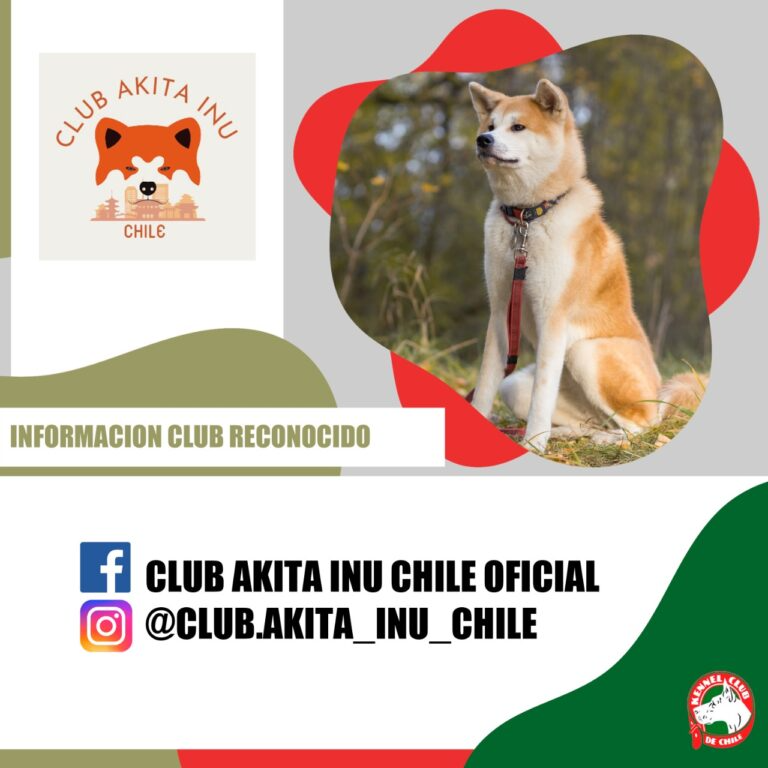 CLUB AKITA INU
CHILE
INFORMACION CLUB RECONOCIDO
CLUB AKITA INU CHILE OFICIAL
@CLUB.AKITA_INU_CHILE
KENNEL CLUB
DE CHILE